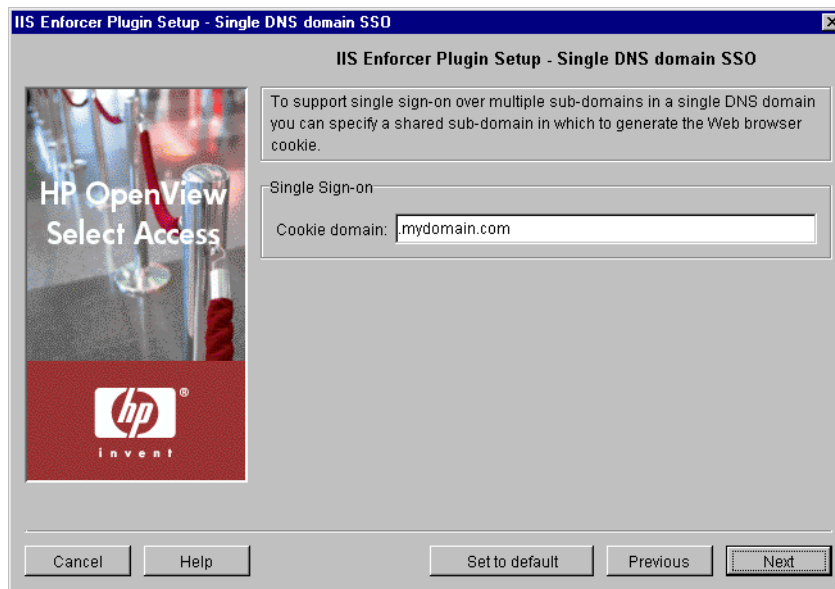 IIS Enforcer Plugin Setup - Single DNS domain SSO
IIS Enforcer Plugin Setup - Single DNS domain SSO
HP OpenView
Select Access
hp
®
invent
To support single sign-on over multiple sub-domains in a single DNS domain
you can specify a shared sub-domain in which to generate the Web browser
cookie.
Single Sign-on
Cookie domain: .mydomain.com
Cancel Help Set to default Previous Next